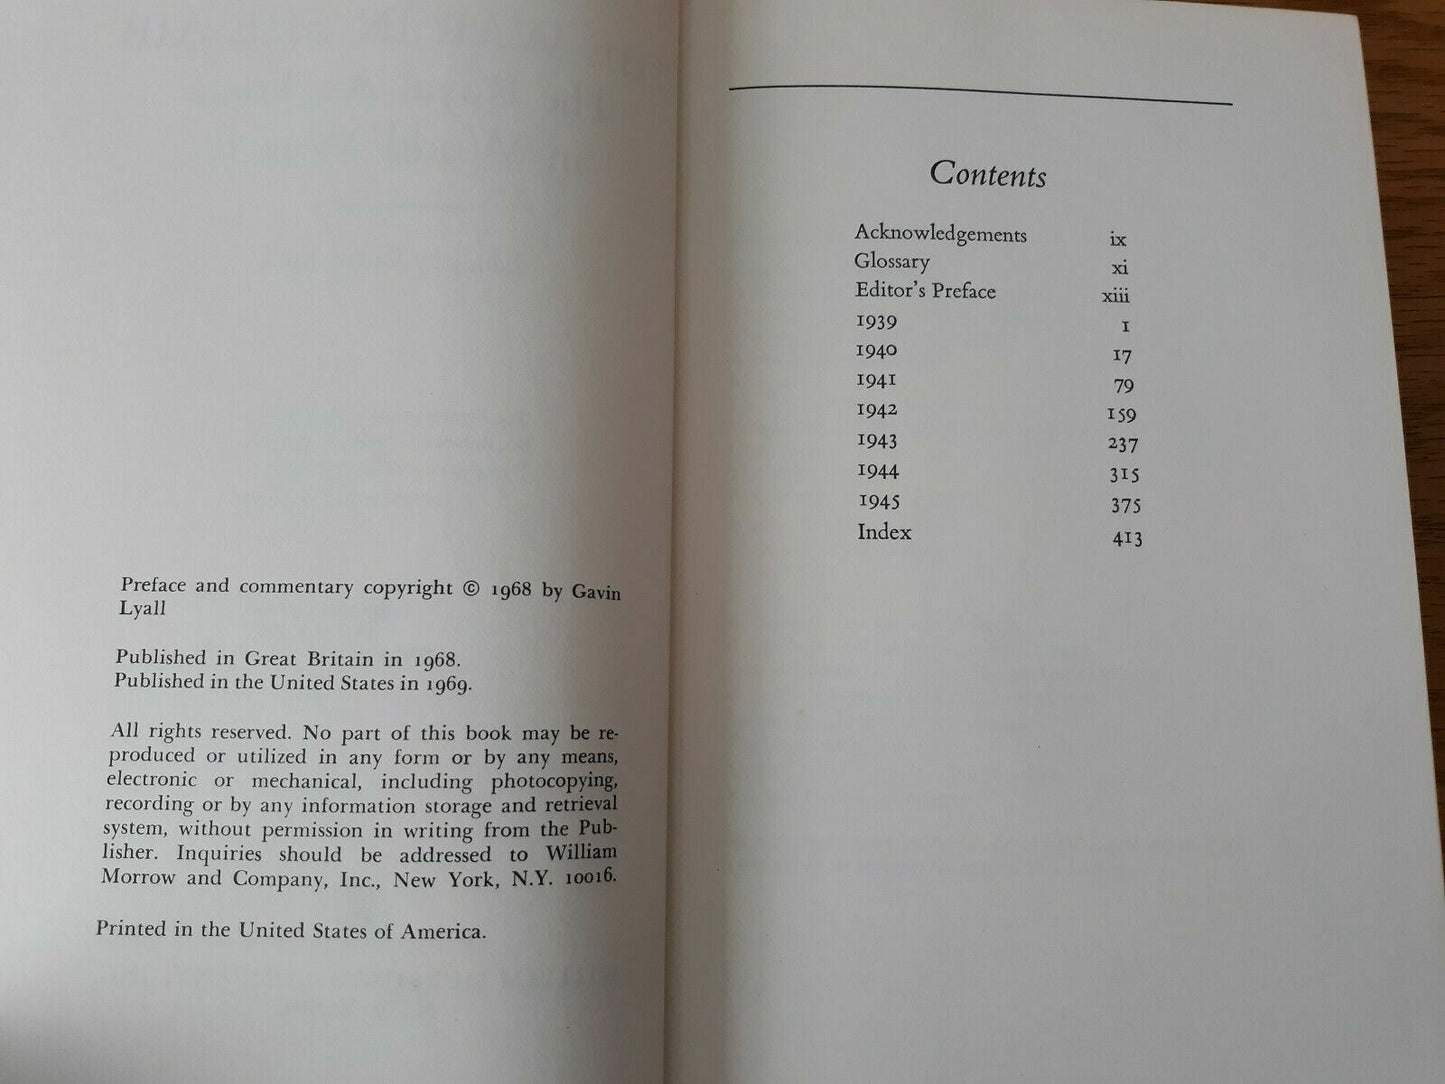 Preface and commentary copyright © 1968 by Gavin
Lyall
Published in Great Britain in 1968.
Published in the United States in 1969.
All rights reserved. No part of this book may be re-
produced or utilized in any form or by any means,
electronic or mechanical, including photocopying,
recording or by any information storage and retrieval
system, without permission in writing from the Pub-
lisher. Inquiries should be addressed to William
Morrow and Company, Inc., New York, N.Y. 10016.
Printed in the United States of America.
Contents
Acknowledgements ix
Glossary xi
Editor's Preface xiii
1939 1
1940 17
1941 79
1942 159
1943 237
1944 315
1945 375
Index 413